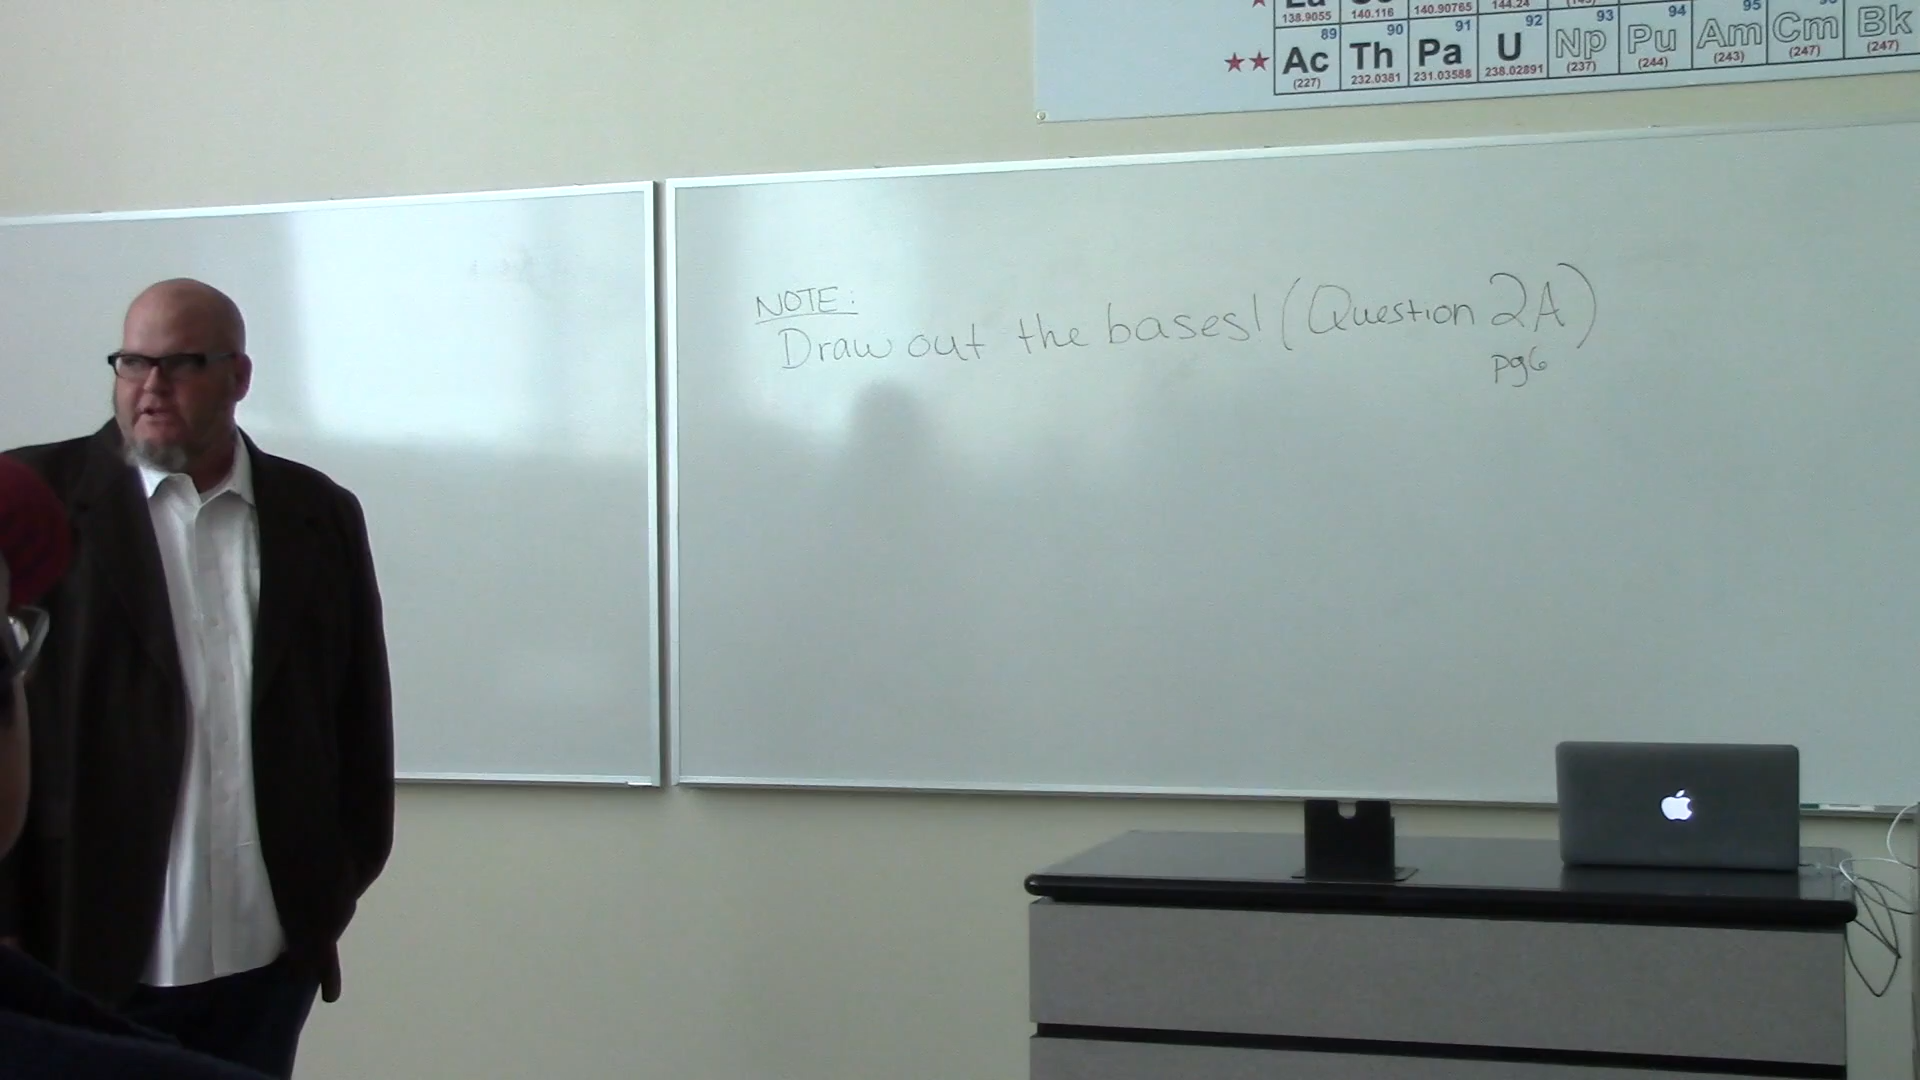 138.9055 140.116 140.90765 144.24
89 90 91 92 93 94 95
★★ Ac Th Pa U Np Pu Am Cm Bk
(227) 232.0381 231.03588 238.02891 (237) (244) (243) (247) (247)
NOTE:
Draw out the bases! (Question 2A)
pg6